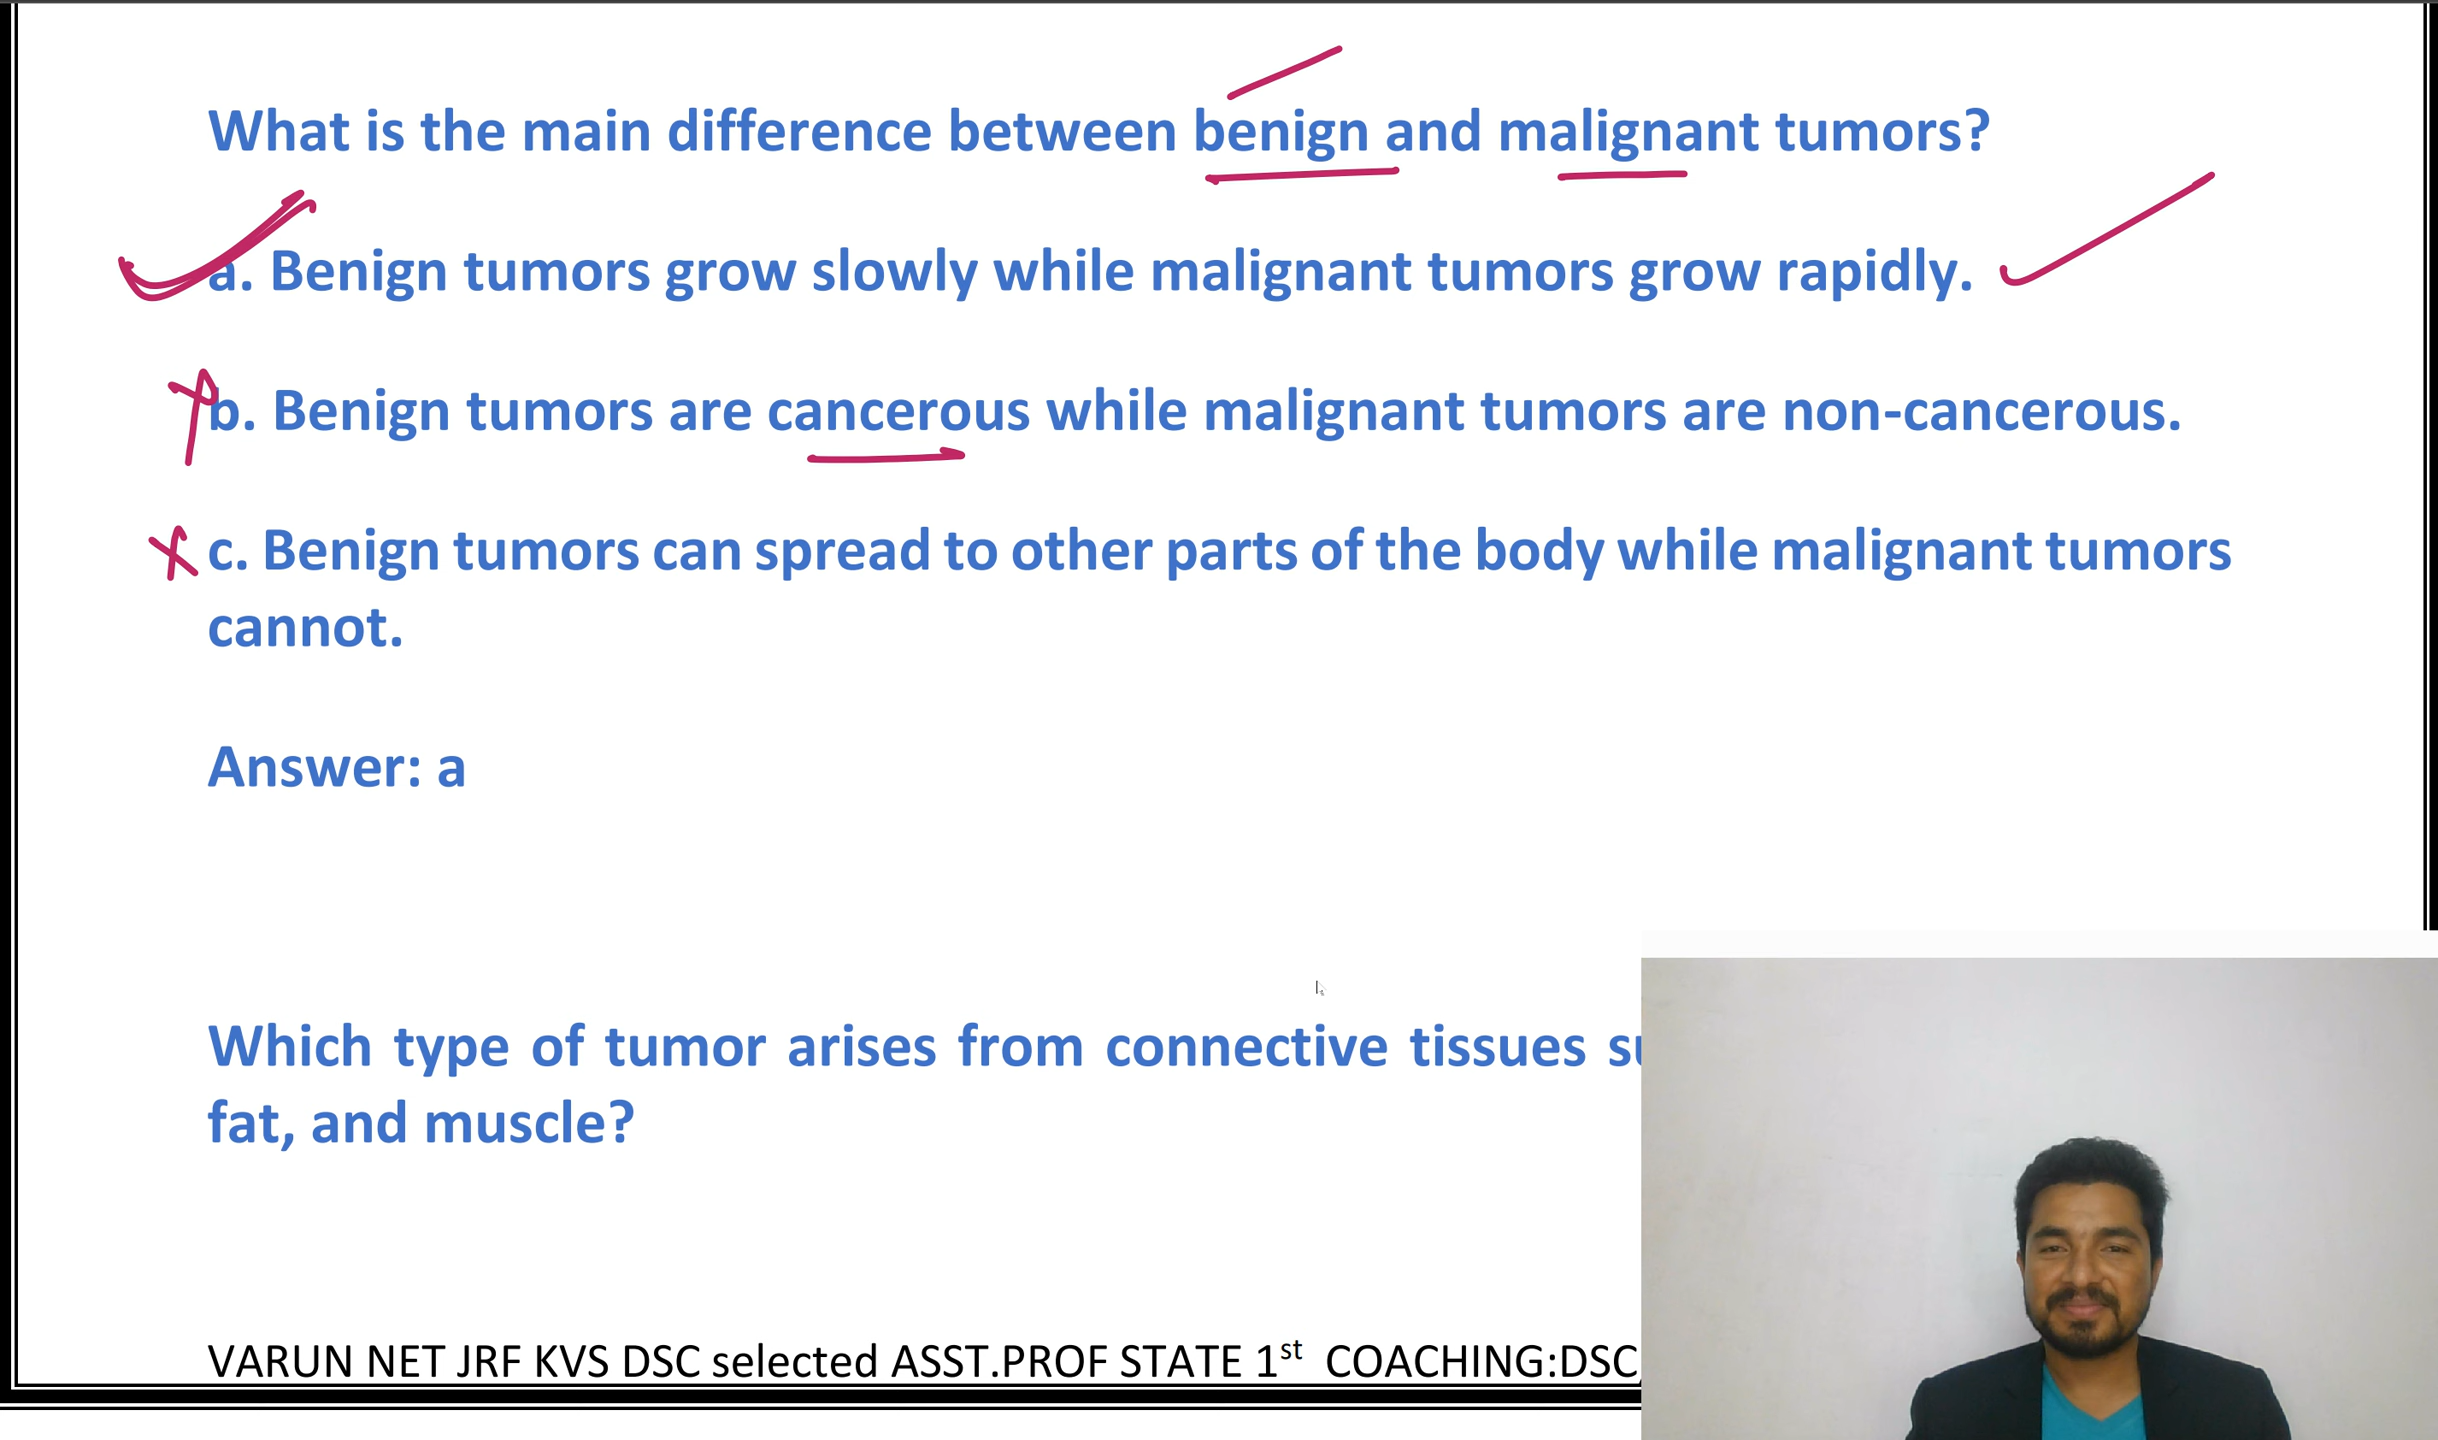 What is the main difference between benign and malignant tumors?
a. Benign tumors grow slowly while malignant tumors grow rapidly.
b. Benign tumors are cancerous while malignant tumors are non-cancerous.
c. Benign tumors can spread to other parts of the body while malignant tumors
cannot.
Answer: a
Which type of tumor arises from connective tissues
fat, and muscle?
VARUN NET JRF KVS DSC selected ASST.PROF STATE 1st COACHING:DSC,